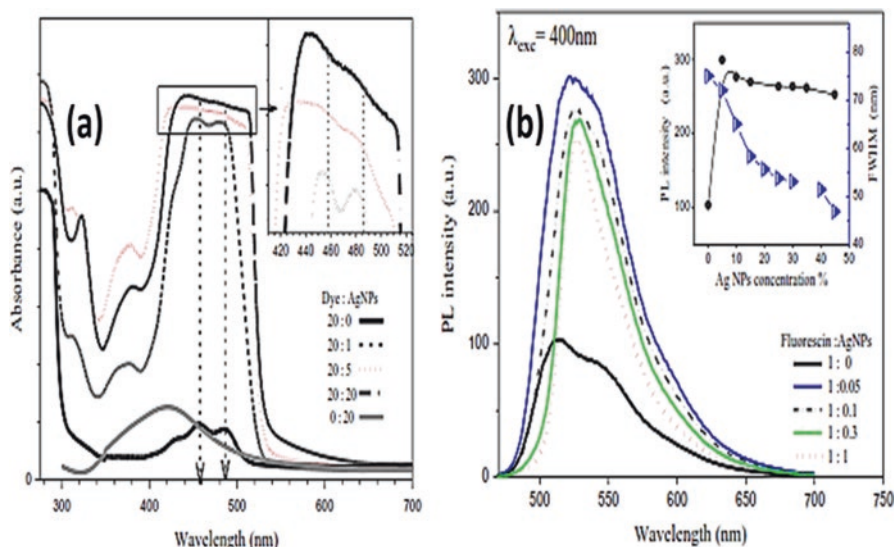 (a)
Absorbance (a.u.)
Dye : AgNPs
20 : 0
20 : 1
20 : 5
20 : 20
0 : 20
420 440 460 480 500 520
300 400 500 600 700
Wavelength (nm)
(b)
λexc= 400nm
PL intensity (a.u.)
300
200
100
0
PL intensity (a.u.)
300
250
200
150
100
FWHM (nm)
80
70
60
50
40
0 10 20 30 40 50
Ag NPs concentration %
Fluorescin :AgNPs
1 : 0
1 :0.05
1 : 0.1
1 : 0.3
1 : 1
500 550 600 650 700 750
Wavelength (nm)